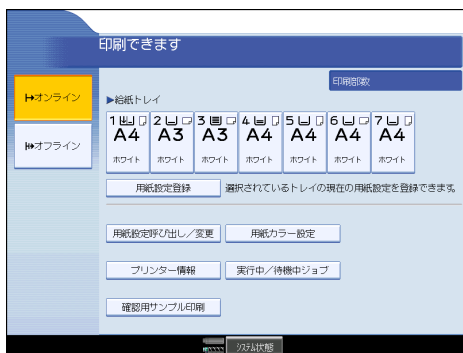 印刷できます
印刷部数
オンライン
オフライン
▶給紙トレイ
1 2 3 4 5 6 7
A4 A3 A3 A4 A4 A4 A4
ホワイト ホワイト ホワイト ホワイト ホワイト ホワイト ホワイト
用紙設定登録 選択されているトレイの現在の用紙設定を登録できます。
用紙設定呼び出し/変更 用紙カラー設定
プリンター情報 実行中/待機中ジョブ
確認用サンプル印刷
システム状態